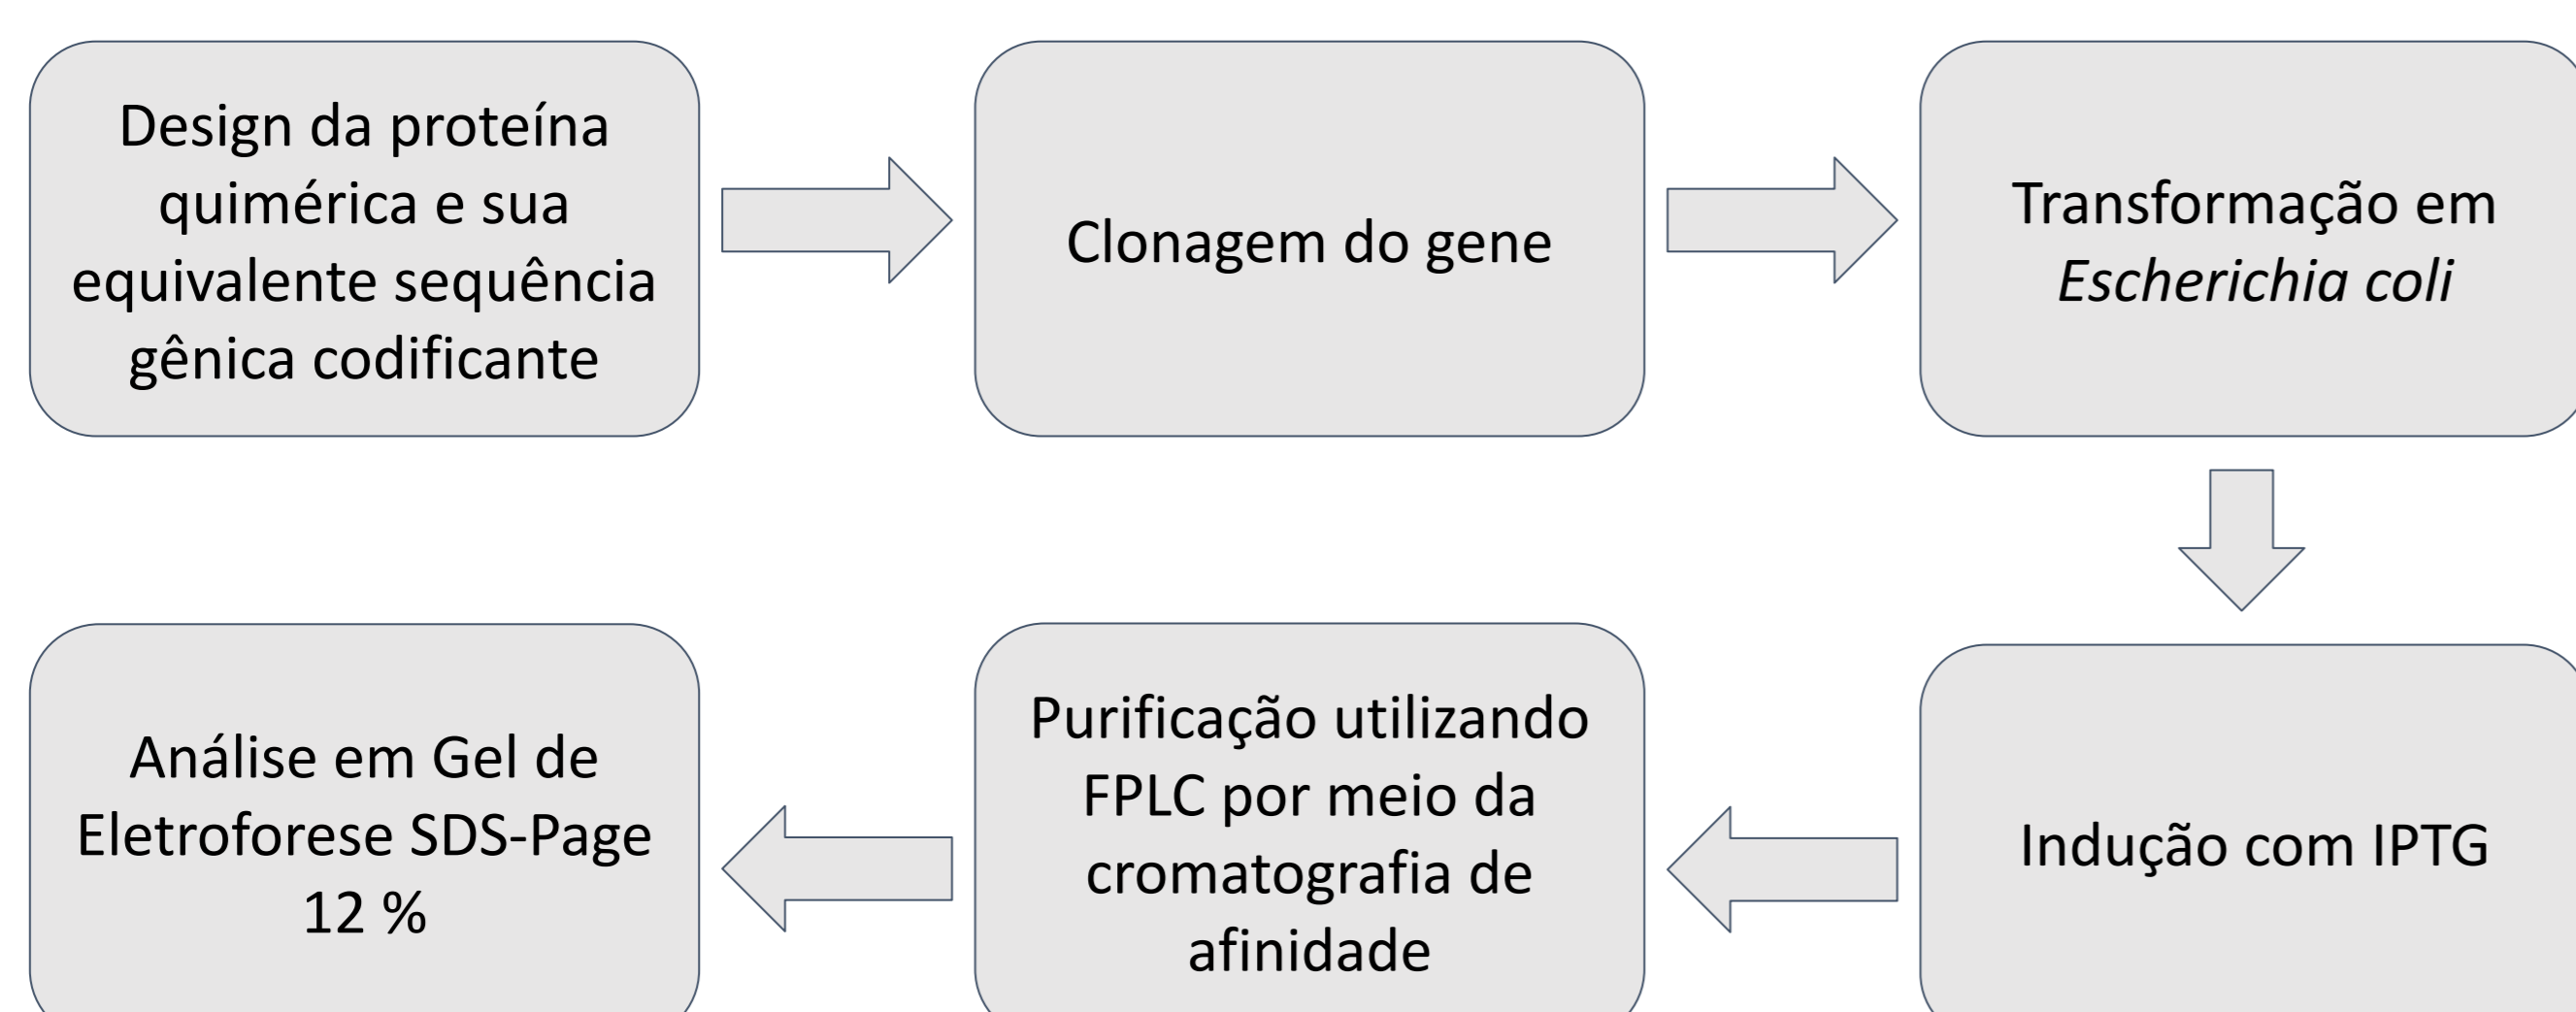 Design da proteína
quimérica e sua
equivalente sequência
gênica codificante
Clonagem do gene
Transformação em
Escherichia coli
Indução com IPTG
Purificação utilizando
FPLC por meio da
cromatografia de
afinidade
Análise em Gel de
Eletroforese SDS-Page
12 %